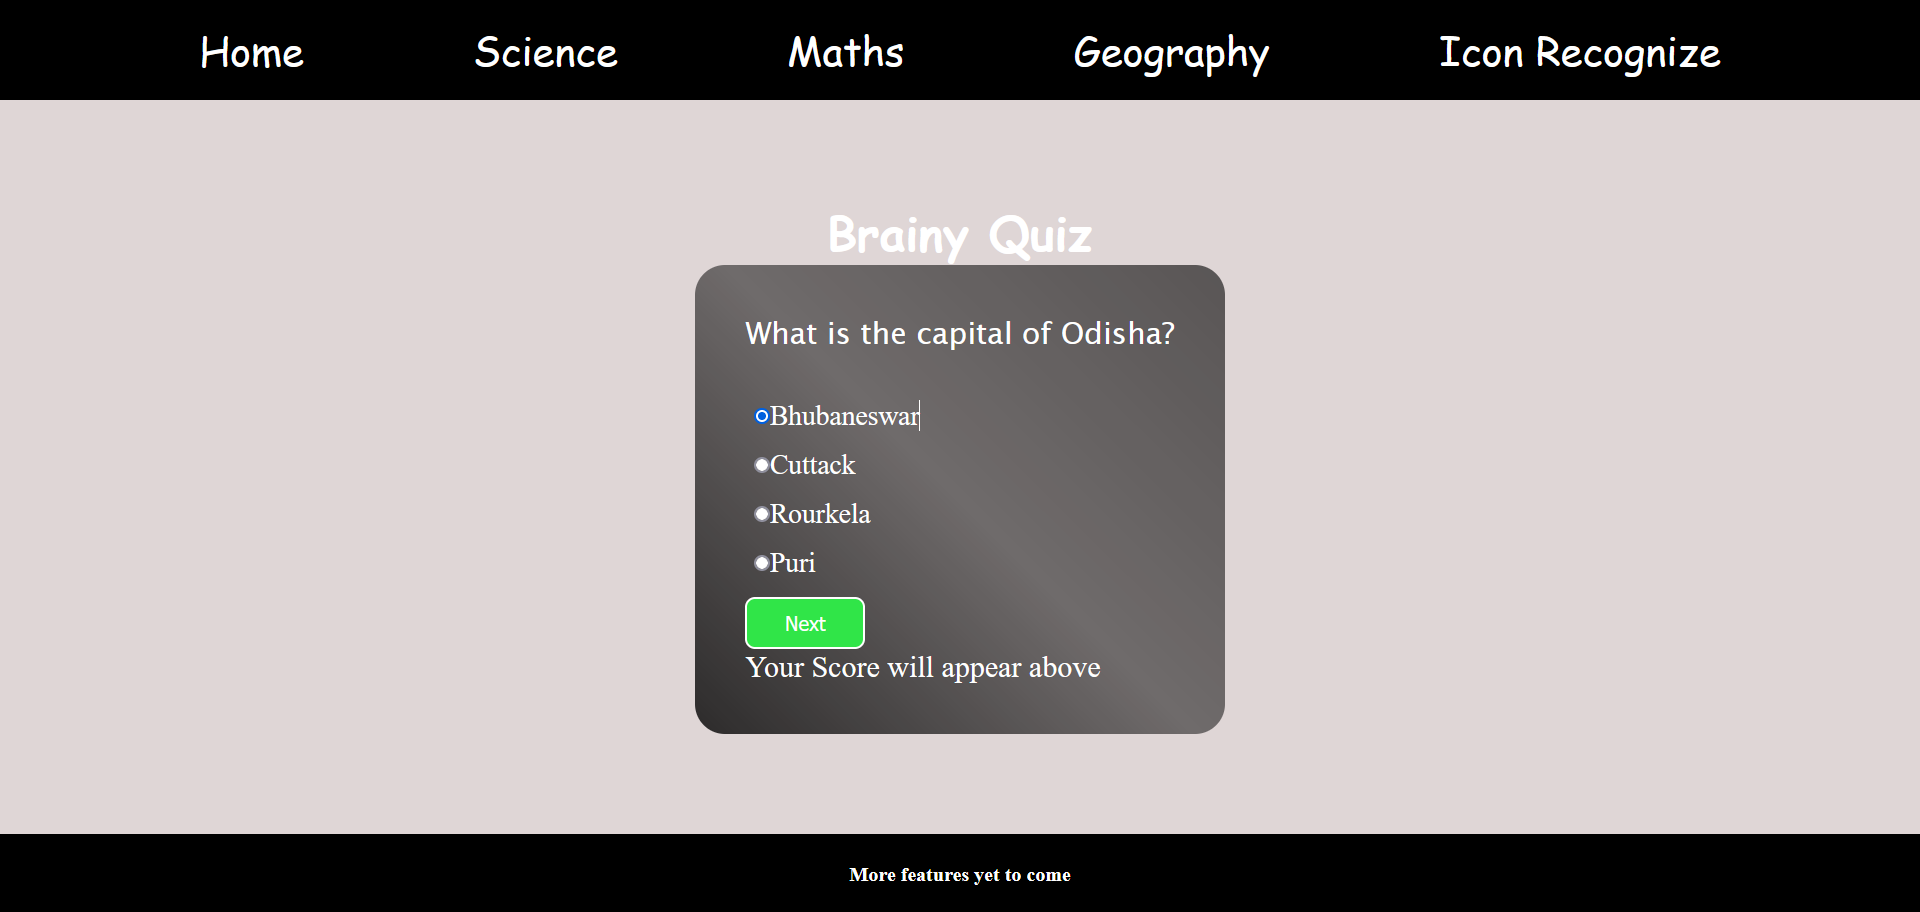 Home Science Maths Geography Icon Recognize
Brainy Quiz
What is the capital of Odisha?
Bhubaneswar
Cuttack
Rourkela
Puri
Next
Your Score will appear above
More features yet to come